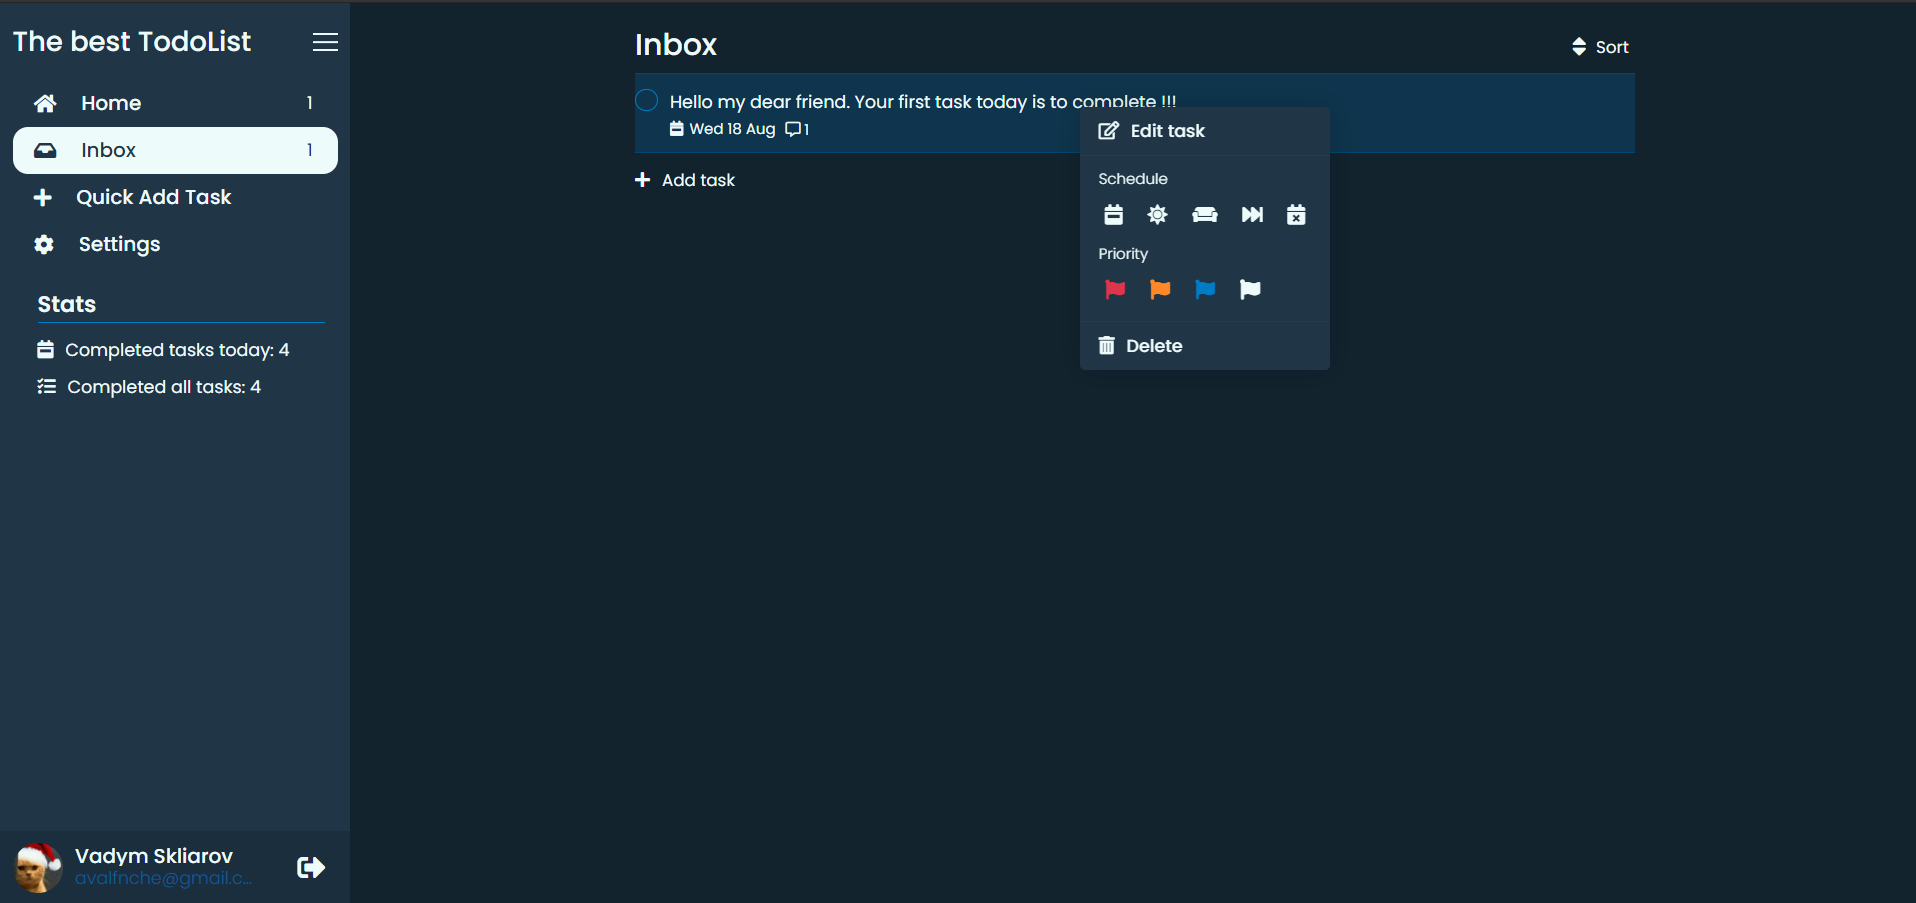 The best TodoList
Home 1
Inbox 1
Quick Add Task
Settings
Stats
Completed tasks today: 4
Completed all tasks: 4
Vadym Skliarov
avalfnche@gmail.c...
Inbox
Sort
Hello my dear friend. Your first task today is to complete !!!
Wed 18 Aug 1
Add task
Edit task
Schedule
Priority
Delete